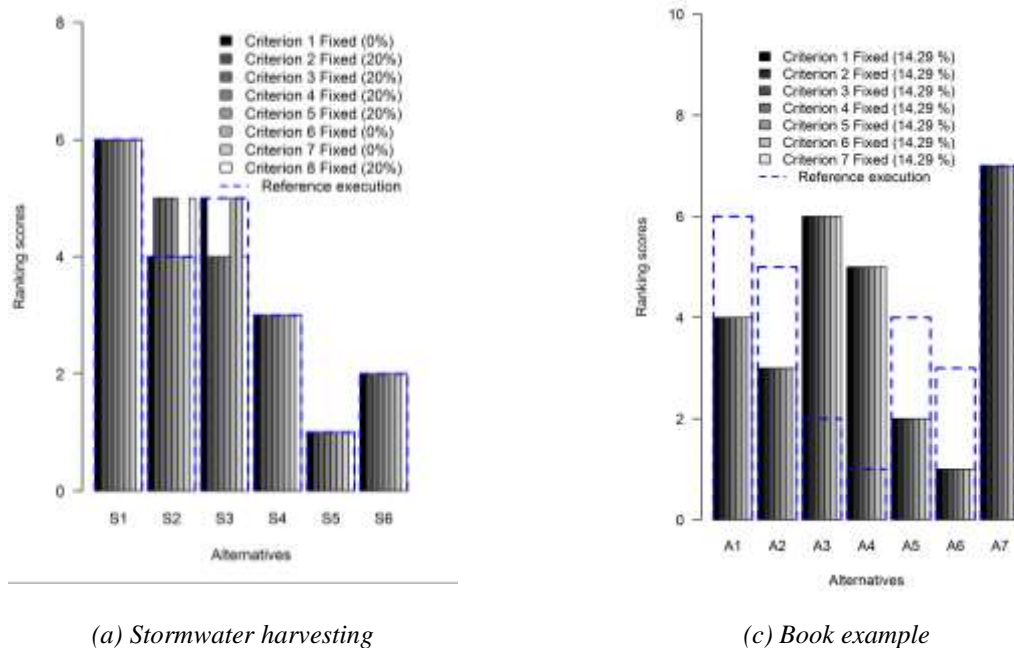 8
6
4
2
0
Ranking scores
Criterion 1 Fixed (0%)
Criterion 2 Fixed (20%)
Criterion 3 Fixed (20%)
Criterion 4 Fixed (20%)
Criterion 5 Fixed (20%)
Criterion 6 Fixed (0%)
Criterion 7 Fixed (0%)
Criterion 8 Fixed (20%)
Reference execution
S1 S2 S3 S4 S5 S6
Alternatives
(a) Stormwater harvesting
10
8
6
4
2
0
Ranking scores
Criterion 1 Fixed (14.29 %)
Criterion 2 Fixed (14.29 %)
Criterion 3 Fixed (14.29 %)
Criterion 4 Fixed (14.29 %)
Criterion 5 Fixed (14.29 %)
Criterion 6 Fixed (14.29 %)
Criterion 7 Fixed (14.29 %)
Reference execution
A1 A2 A3 A4 A5 A6 A7
Alternatives
(c) Book example